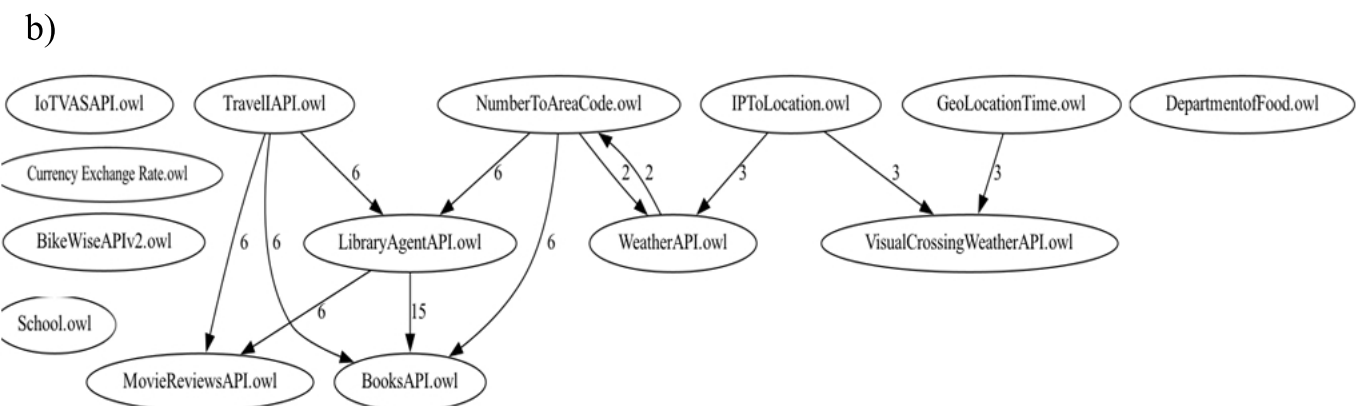 b)
IoTVASAPI.owl
TravelIAPI.owl
NumberToAreaCode.owl
IPToLocation.owl
GeoLocationTime.owl
DepartmentofFood.owl
Currency Exchange Rate.owl
6
6
2
2
3
3
3
BikeWiseAPIv2.owl
6
6
LibraryAgentAPI.owl
6
WeatherAPI.owl
VisualCrossingWeatherAPI.owl
School.owl
6
15
MovieReviewsAPI.owl
BooksAPI.owl